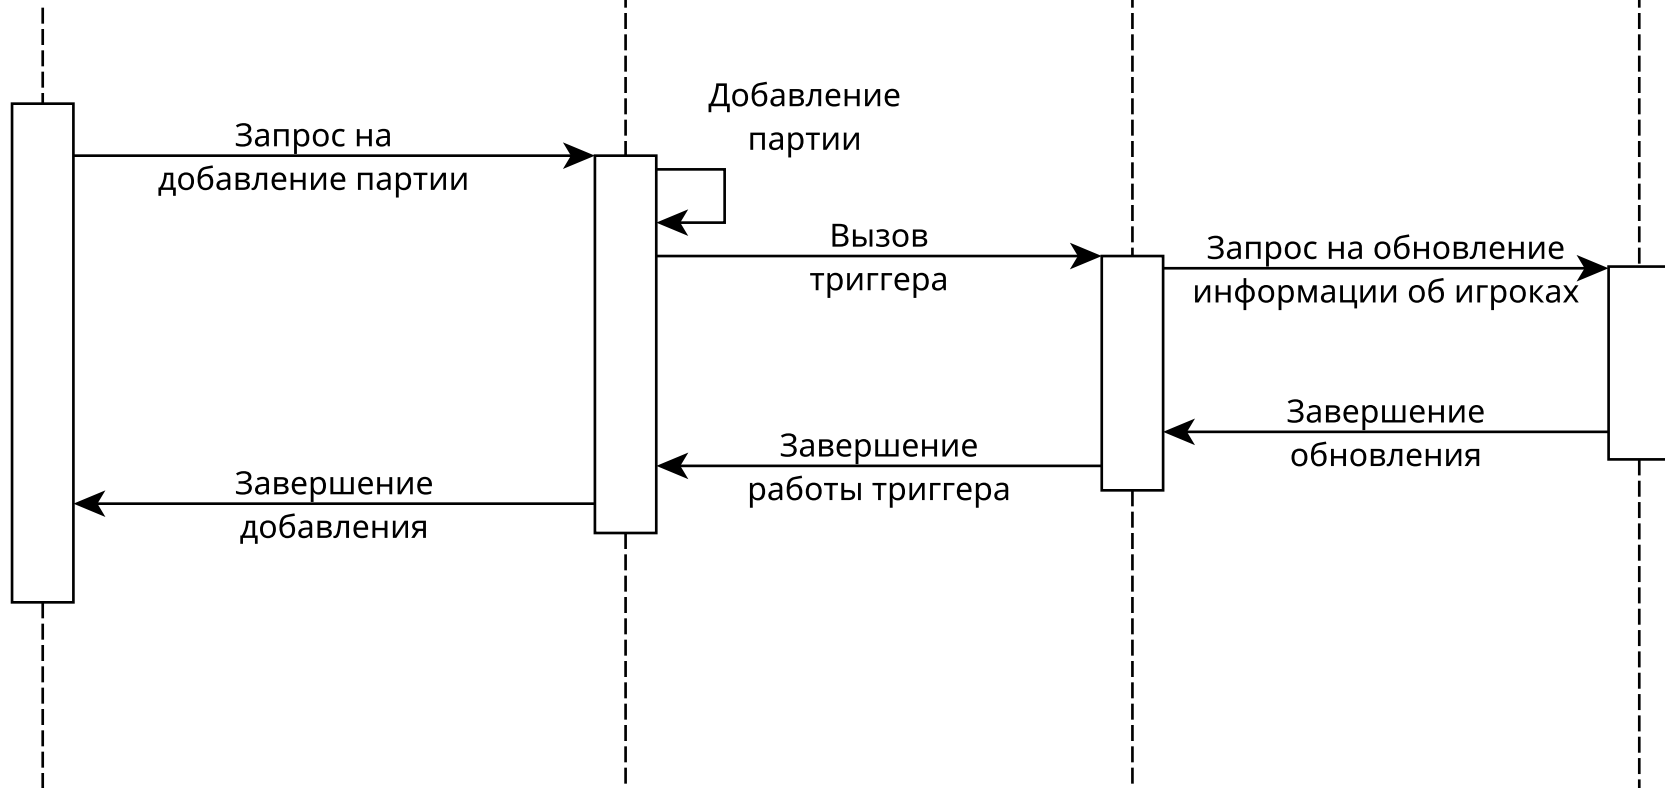 Добавление
партии
Запрос на
добавление партии
Вызов
триггера
Запрос на обновление
информации об игроках
Завершение
обновления
Завершение
работы триггера
Завершение
добавления